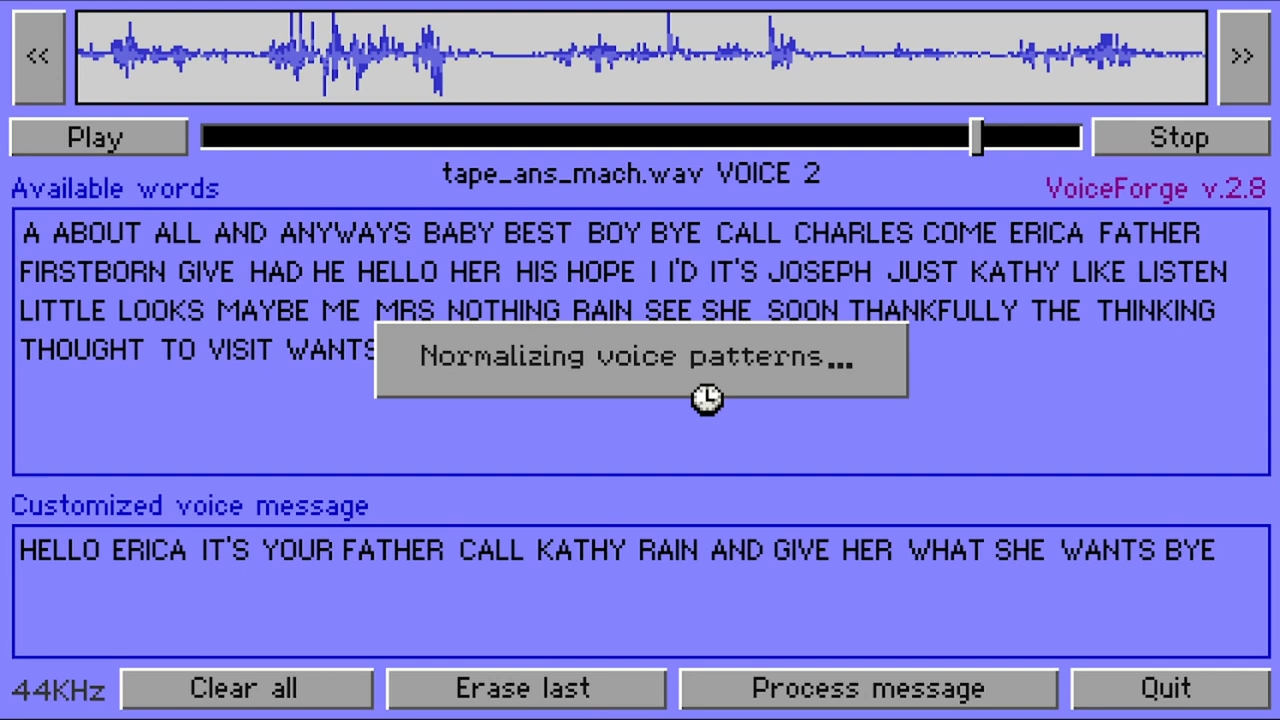 <<
>>
Play
Stop
tape_ans_mach.wav VOICE 2
Available words
VoiceForge v.2.8
A ABOUT ALL AND ANYWAYS BABY BEST BOY BYE CALL CHARLES COME ERICA FATHER
FIRSTBORN GIVE HAD HE HELLO HER HIS HOPE I I'D IT'S JOSEPH JUST KATHY LIKE LISTEN
LITTLE LOOKS MAYBE ME MRS NOTHING RAIN SEE SHE SOON THANKFULLY THE THINKING
THOUGHT TO VISIT WANTS
Normalizing voice patterns...
Customized voice message
HELLO ERICA IT'S YOUR FATHER CALL KATHY RAIN AND GIVE HER WHAT SHE WANTS BYE
44KHz
Clear all
Erase last
Process message
Quit